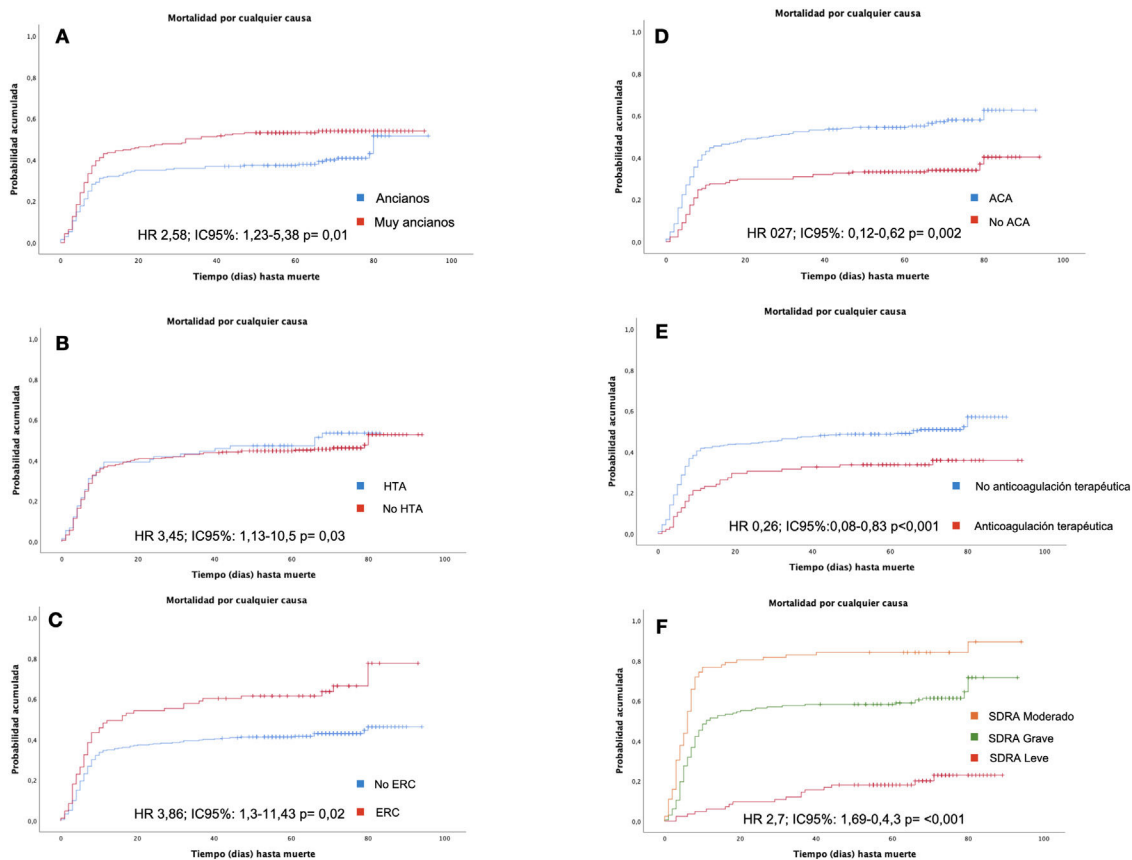 A
Mortalidad por cualquier causa
Probabilidad acumulada
1,0
0,8
0,6
0,4
0,2
0,0
Ancianos
Muy ancianos
HR 2,58; IC95%: 1,23-5,38 p= 0,01
0 20 40 60 80 100
Tiempo (dias) hasta muerte
B
Mortalidad por cualquier causa
Probabilidad acumulada
1,0
0,8
0,6
0,4
0,2
0,0
HTA
No HTA
HR 3,45; IC95%: 1,13-10,5 p= 0,03
0 20 40 60 80 100
Tiempo (dias) hasta muerte
C
Mortalidad por cualquier causa
Probabilidad acumulada
1,0
0,8
0,6
0,4
0,2
0,0
No ERC
ERC
HR 3,86; IC95%: 1,3-11,43 p= 0,02
0 20 40 60 80 100
Tiempo (dias) hasta muerte
D
Mortalidad por cualquier causa
Probabilidad acumulada
1,0
0,8
0,6
0,4
0,2
0,0
ACA
No ACA
HR 027; IC95%: 0,12-0,62 p= 0,002
0 20 40 60 80 100
Tiempo (dias) hasta muerte
E
Mortalidad por cualquier causa
Probabilidad acumulada
1,0
0,8
0,6
0,4
0,2
0,0
No anticoagulación terapéutica
Anticoagulación terapéutica
HR 0,26; IC95%:0,08-0,83 p<0,001
0 20 40 60 80 100
Tiempo (dias) hasta muerte
F
Mortalidad por cualquier causa
Probabilidad acumulada
1,0
0,8
0,6
0,4
0,2
0,0
SDRA Moderado
SDRA Grave
SDRA Leve
HR 2,7; IC95%: 1,69-0,4,3 p= <0,001
0 20 40 60 80 100
Tiempo (dias) hasta muerte